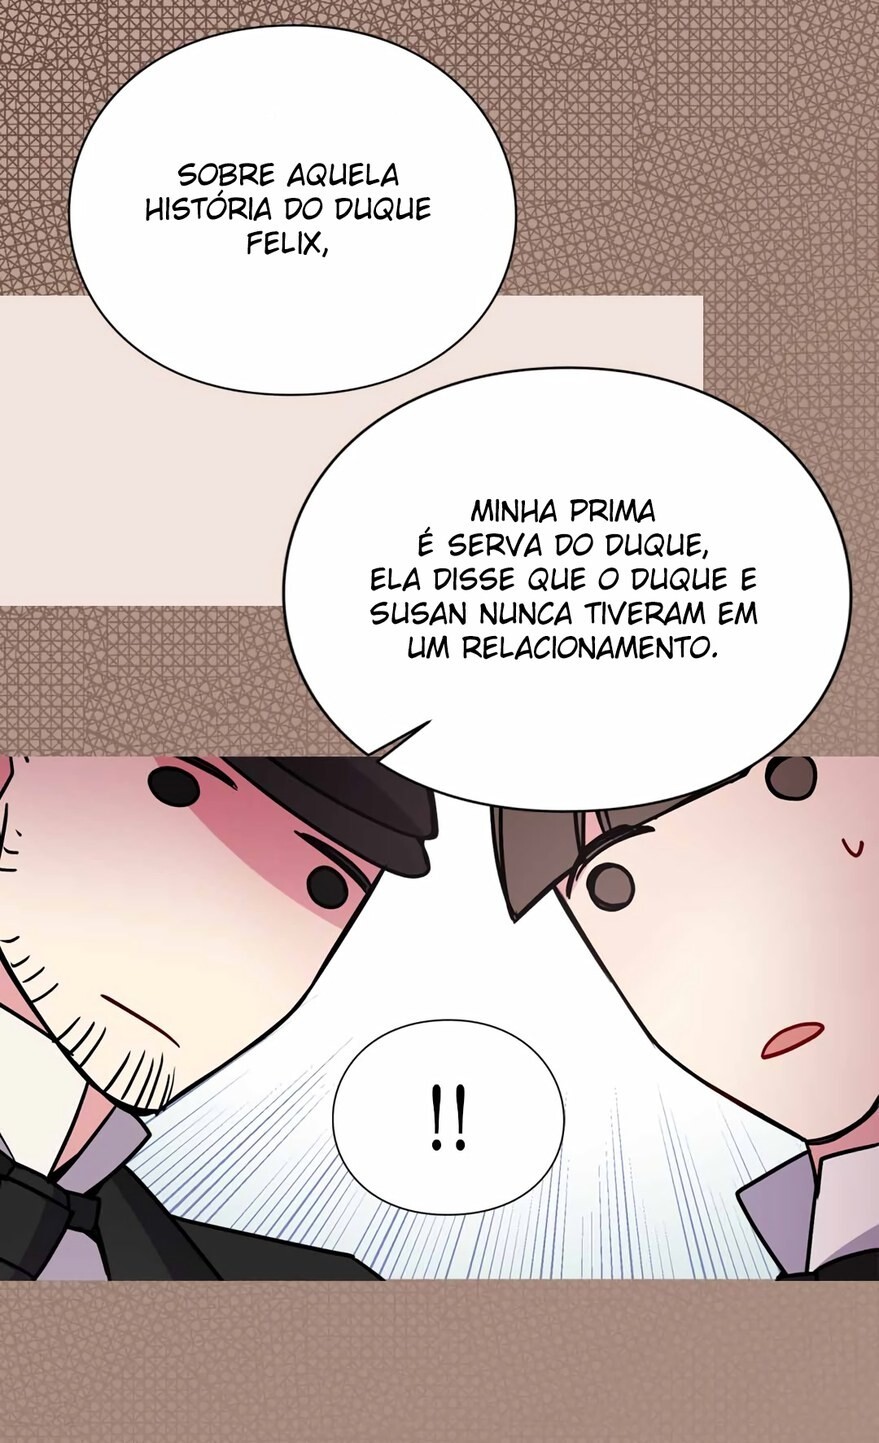 SOBRE AQUELA
HISTÓRIA DO DUQUE
FELIX,
MINHA PRIMA
É SERVA DO DUQUE,
ELA DISSE QUE O DUQUE E
SUSAN NUNCA TIVERAM EM
UM RELACIONAMENTO.
!!